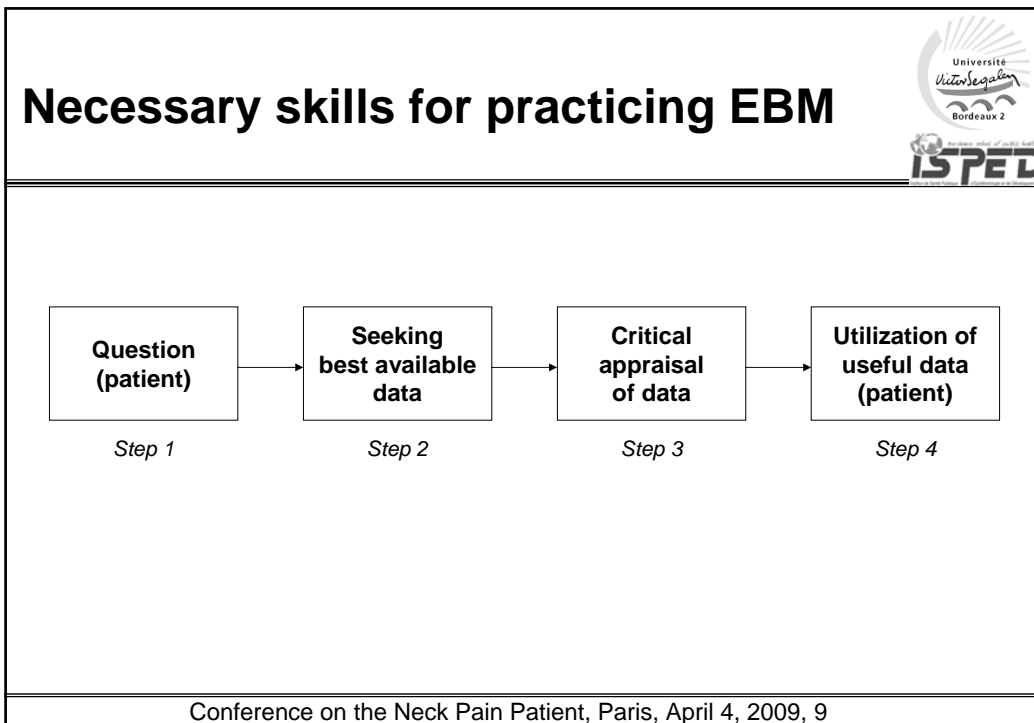 Necessary skills for practicing EBM
Université
Victor Segalen
Bordeaux 2
ISPED
Question
(patient)
Seeking
best available
data
Critical
appraisal
of data
Utilization of
useful data
(patient)
Step 1
Step 2
Step 3
Step 4
Conference on the Neck Pain Patient, Paris, April 4, 2009, 9